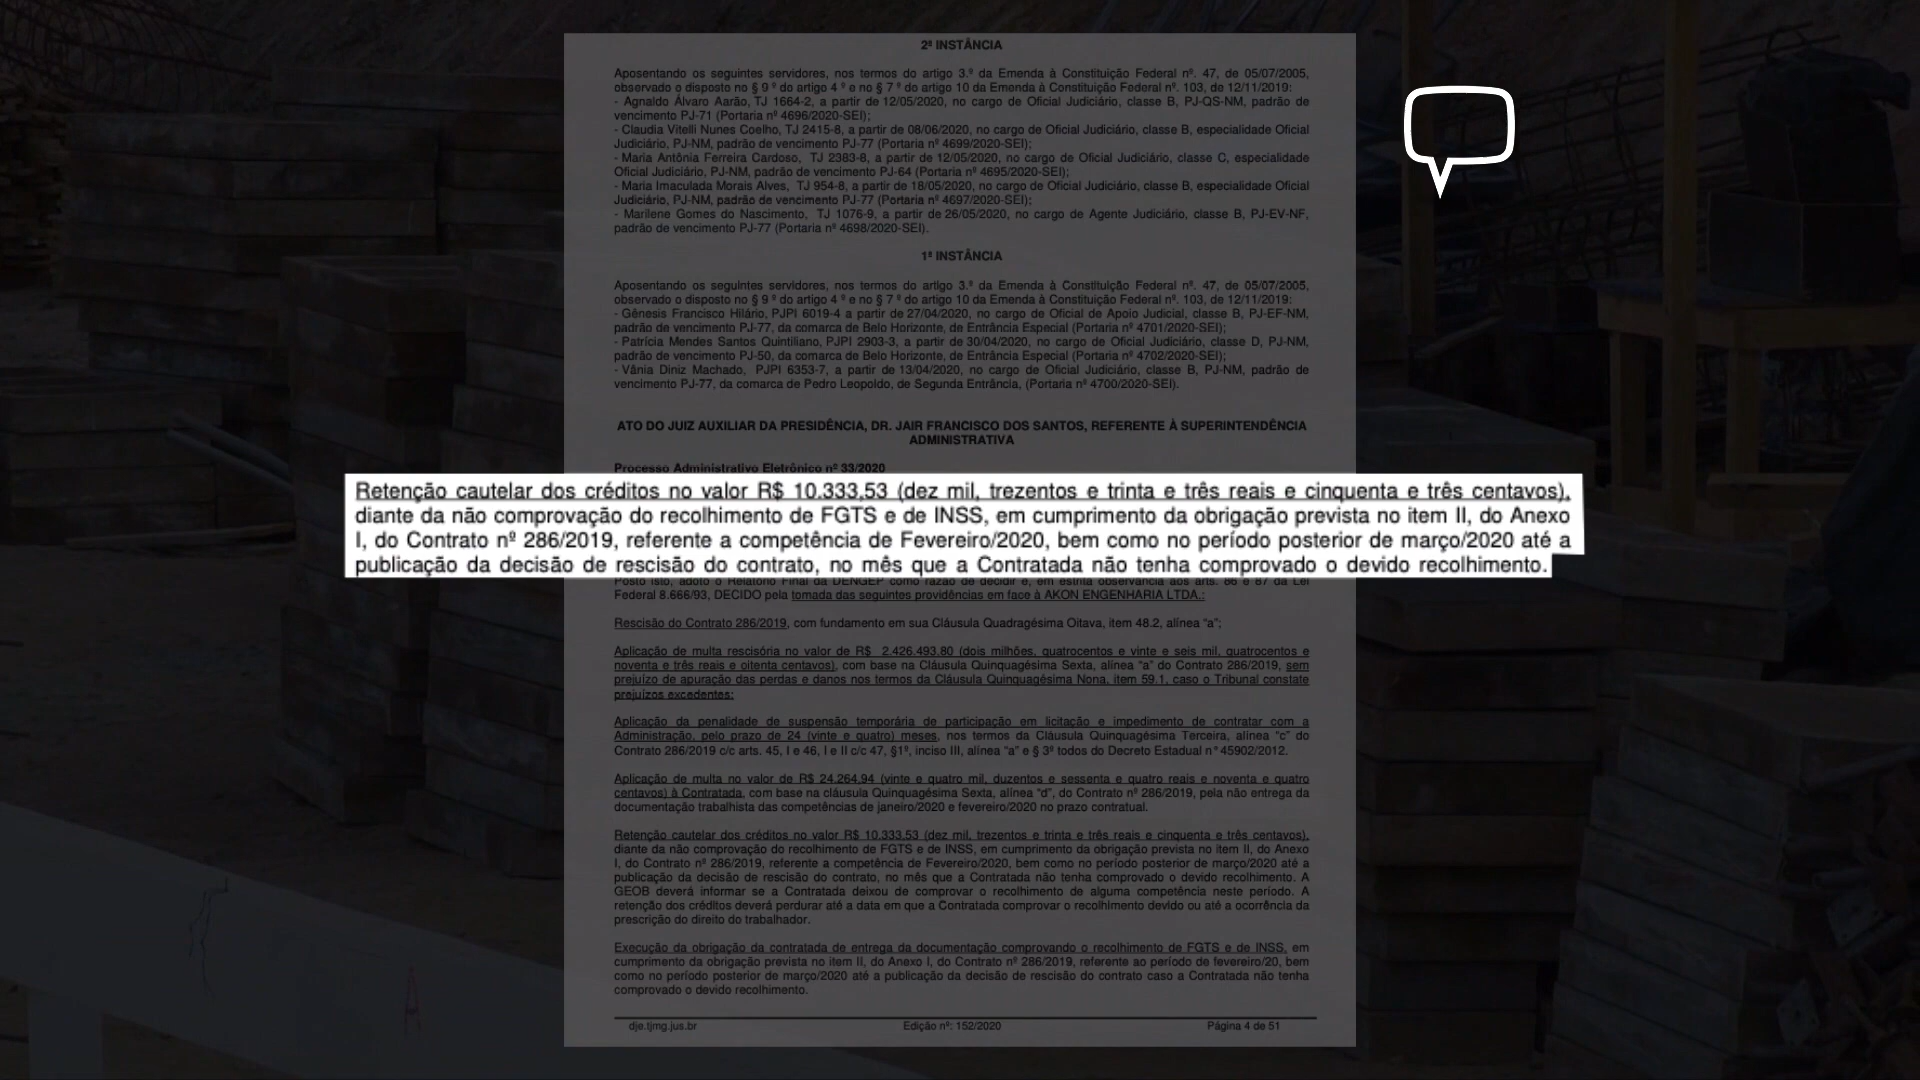 2ª INSTÂNCIA
Aposentando os seguintes servidores, nos termos do artigo 3.º da Emenda à Constituição Federal nº. 47, de 05/07/2005,
observado o disposto no § 9 º do artigo 4 º e no § 7 º do artigo 10 da Emenda à Constituição Federal nº. 103, de 12/11/2019:
- Agnaldo Álvaro Aarão, TJ 1664-2, a partir de 12/05/2020, no cargo de Oficial Judiciário, classe B, PJ-QS-NM, padrão de
vencimento PJ-71 (Portaria nº 4696/2020-SEI);
- Claudia Vitelli Nunes Coelho, TJ 2415-8, a partir de 08/06/2020, no cargo de Oficial Judiciário, classe B, especialidade Oficial
Judiciário, PJ-NM, padrão de vencimento PJ-77 (Portaria nº 4699/2020-SEI);
- Maria Antônia Ferreira Cardoso, TJ 2383-8, a partir de 12/05/2020, no cargo de Oficial Judiciário, classe C, especialidade
Oficial Judiciário, PJ-NM, padrão de vencimento PJ-64 (Portaria nº 4695/2020-SEI);
- Maria Imaculada Morais Alves, TJ 954-8, a partir de 18/05/2020, no cargo de Oficial Judiciário, classe B, especialidade Oficial
Judiciário, PJ-NM, padrão de vencimento PJ-77 (Portaria nº 4697/2020-SEI);
- Marilene Gomes do Nascimento, TJ 1076-9, a partir de 26/05/2020, no cargo de Agente Judiciário, classe B, PJ-EV-NF,
padrão de vencimento PJ-77 (Portaria nº 4698/2020-SEI).
1ª INSTÂNCIA
Aposentando os seguintes servidores, nos termos do artigo 3.º da Emenda à Constituição Federal nº. 47, de 05/07/2005,
observado o disposto no § 9 º do artigo 4 º e no § 7 º do artigo 10 da Emenda à Constituição Federal nº. 103, de 12/11/2019:
- Gênesis Francisco Hilário, PJPI 6019-4 a partir de 27/04/2020, no cargo de Oficial de Apoio Judicial, classe B, PJ-EF-NM,
padrão de vencimento PJ-77, da comarca de Belo Horizonte, de Entrância Especial (Portaria nº 4701/2020-SEI);
- Patrícia Mendes Santos Quintiliano, PJPI 2903-3, a partir de 30/04/2020, no cargo de Oficial Judiciário, classe D, PJ-NM,
padrão de vencimento PJ-50, da comarca de Belo Horizonte, de Entrância Especial (Portaria nº 4702/2020-SEI);
- Vânia Diniz Machado, PJPI 6353-7, a partir de 13/04/2020, no cargo de Oficial Judiciário, classe B, PJ-NM, padrão de
vencimento PJ-77, da comarca de Pedro Leopoldo, de Segunda Entrância, (Portaria nº 4700/2020-SEI).
ATO DO JUIZ AUXILIAR DA PRESIDÊNCIA, DR. JAIR FRANCISCO DOS SANTOS, REFERENTE À SUPERINTENDÊNCIA
ADMINISTRATIVA
Processo Administrativo Eletrônico nº 33/2020
Retenção cautelar dos créditos no valor R$ 10.333,53 (dez mil, trezentos e trinta e três reais e cinquenta e três centavos),
diante da não comprovação do recolhimento de FGTS e de INSS, em cumprimento da obrigação prevista no item II, do Anexo
I, do Contrato nº 286/2019, referente a competência de Fevereiro/2020, bem como no período posterior de março/2020 até a
publicação da decisão de rescisão do contrato, no mês que a Contratada não tenha comprovado o devido recolhimento.
Posto isto, adoto o Relatório Final da DENGEP como razão de decidir e, em estrita observância aos arts. 86 e 87 da Lei
Federal 8.666/93, DECIDO pela tomada das seguintes providências em face à AKON ENGENHARIA LTDA.:
Rescisão do Contrato 286/2019, com fundamento em sua Cláusula Quadragésima Oitava, item 48.2, alínea "a";
Aplicação de multa rescisória no valor de R$ 2.426.493,80 (dois milhões, quatrocentos e vinte e seis mil, quatrocentos e
noventa e três reais e oitenta centavos), com base na Cláusula Quinquagésima Sexta, alínea "a" do Contrato 286/2019, sem
prejuízo de apuração das perdas e danos nos termos da Cláusula Quinquagésima Nona, item 59.1, caso o Tribunal constate
prejuízos excedentes;
Aplicação da penalidade de suspensão temporária de participação em licitação e impedimento de contratar com a
Administração, pelo prazo de 24 (vinte e quatro) meses, nos termos da Cláusula Quinquagésima Terceira, alínea "c" do
Contrato 286/2019 c/c arts. 45, I e 46, I e II c/c 47, §1º, inciso III, alínea "a" e § 3º todos do Decreto Estadual n° 45902/2012.
Aplicação de multa no valor de R$ 24.264,94 (vinte e quatro mil, duzentos e sessenta e quatro reais e noventa e quatro
centavos) à Contratada, com base na cláusula Quinquagésima Sexta, alínea "d", do Contrato nº 286/2019, pela não entrega da
documentação trabalhista das competências de janeiro/2020 e fevereiro/2020 no prazo contratual.
Retenção cautelar dos créditos no valor R$ 10.333,53 (dez mil, trezentos e trinta e três reais e cinquenta e três centavos),
diante da não comprovação do recolhimento de FGTS e de INSS, em cumprimento da obrigação prevista no item II, do Anexo
I, do Contrato nº 286/2019, referente a competência de Fevereiro/2020, bem como no período posterior de março/2020 até a
publicação da decisão de rescisão do contrato, no mês que a Contratada não tenha comprovado o devido recolhimento. A
GEOB deverá informar se a Contratada deixou de comprovar o recolhimento de alguma competência neste período. A
retenção dos créditos deverá perdurar até a data em que a Contratada comprovar o recolhimento devido ou até a ocorrência da
prescrição do direito do trabalhador.
Execução da obrigação da contratada de entrega da documentação comprovando o recolhimento de FGTS e de INSS, em
cumprimento da obrigação prevista no item II, do Anexo I, do Contrato nº 286/2019, referente ao período de fevereiro/20, bem
como no período posterior de março/2020 até a publicação da decisão de rescisão do contrato caso a Contratada não tenha
comprovado o devido recolhimento.
dje.tjmg.jus.br Edição nº: 152/2020 Página 4 de 51